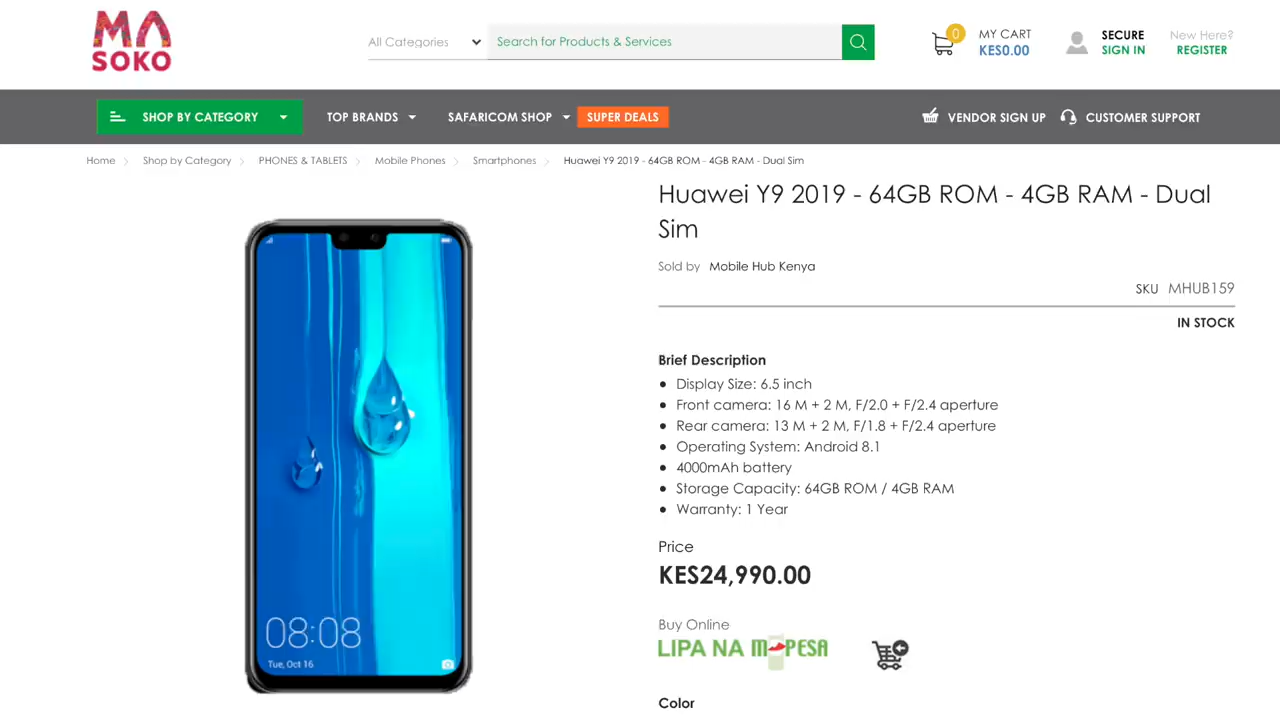 MA
SOKO
All Categories
Search for Products & Services
0
MY CART
KES0.00
SECURE
SIGN IN
New Here?
REGISTER
SHOP BY CATEGORY
TOP BRANDS
SAFARICOM SHOP
SUPER DEALS
VENDOR SIGN UP
CUSTOMER SUPPORT
Home
Shop by Category
PHONES & TABLETS
Mobile Phones
Smartphones
Huawei Y9 2019 - 64GB ROM - 4GB RAM - Dual Sim
Huawei Y9 2019 - 64GB ROM - 4GB RAM - Dual
Sim
Sold by Mobile Hub Kenya
SKU MHUB159
IN STOCK
Brief Description
Display Size: 6.5 inch
Front camera: 16 M + 2 M, F/2.0 + F/2.4 aperture
Rear camera: 13 M + 2 M, F/1.8 + F/2.4 aperture
Operating System: Android 8.1
4000mAh battery
Storage Capacity: 64GB ROM / 4GB RAM
Warranty: 1 Year
Price
KES24,990.00
Buy Online
LIPA NA M-PESA
Color
08:08
Tue, Oct 16